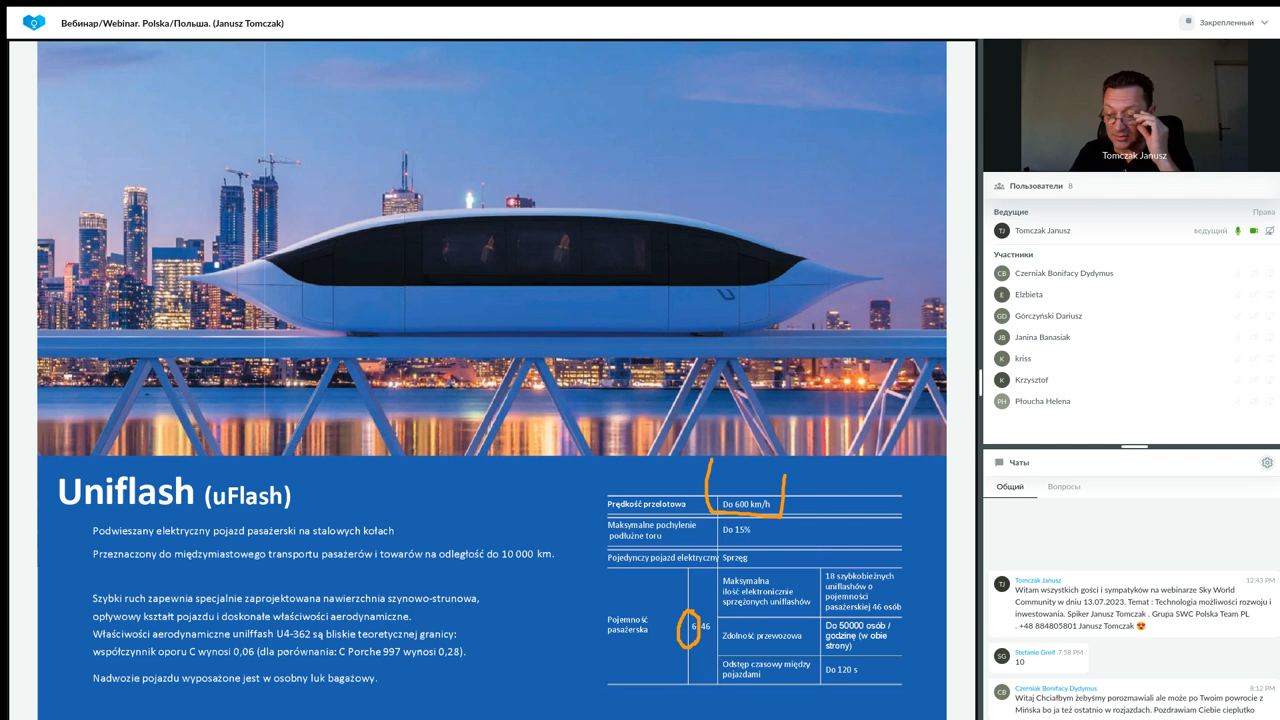 Вебинар/Webinar. Polska/Польша. (Janusz Tomczak)
Закрепленный
Tomczak Janusz
Пользователи 8
Ведущие
Права
TJ Tomczak Janusz
ведущий
Участники
CB Czerniak Bonifacy Dydymus
E Elzbieta
GD Górczyński Dariusz
JB Janina Banasiak
K kriss
K Krzysztof
PH Płoucha Helena
Чаты
Общий
Вопросы
TJ Tomczak Janusz 12:43 PM
Witam wszystkich gości i sympatyków na webinarze Sky World
Community w dniu 13.07.2023. Temat : Technologia możliwości rozwoju i
inwestowania. Spiker Janusz Tomczak . Grupa SWC Polska Team PL
. +48 884805801 Janusz Tomczak 😍
SG Stefanie Greif 7:58 PM
10
CB Czerniak Bonifacy Dydymus 8:12 PM
Witaj Chciałbym żebyśmy porozmawiali ale może po Twoim powrocie z
Mińska bo ja też ostatnio w rozjazdach. Pozdrawiam Ciebie cieplutko
Uniflash (uFlash)
Podwieszany elektryczny pojazd pasażerski na stalowych kołach
Przeznaczony do międzymiastowego transportu pasażerów i towarów na odległość do 10 000 km.
Szybki ruch zapewnia specjalnie zaprojektowana nawierzchnia szynowo-strunowa,
opływowy kształt pojazdu i doskonałe właściwości aerodynamiczne.
Właściwości aerodynamiczne unilffash U4-362 są bliskie teoretycznej granicy:
współczynnik oporu C wynosi 0,06 (dla porównania: C Porche 997 wynosi 0,28).
Nadwozie pojazdu wyposażone jest w osobny luk bagażowy.
Prędkość przelotowa
Do 600 km/h
Maksymalne pochylenie
podłużne toru
Do 15%
Pojedynczy pojazd elektryczny
Sprzęg
Pojemność
pasażerska
6-46
Maksymalna
ilość elektronicznie
sprzężonych uniflashów
18 szybkobieżnych
uniflashów o
pojemności
pasażerskiej 46 osób
Zdolność przewozowa
Do 50000 osób /
godzinę (w obie
strony)
Odstęp czasowy między
pojazdami
Do 120 s